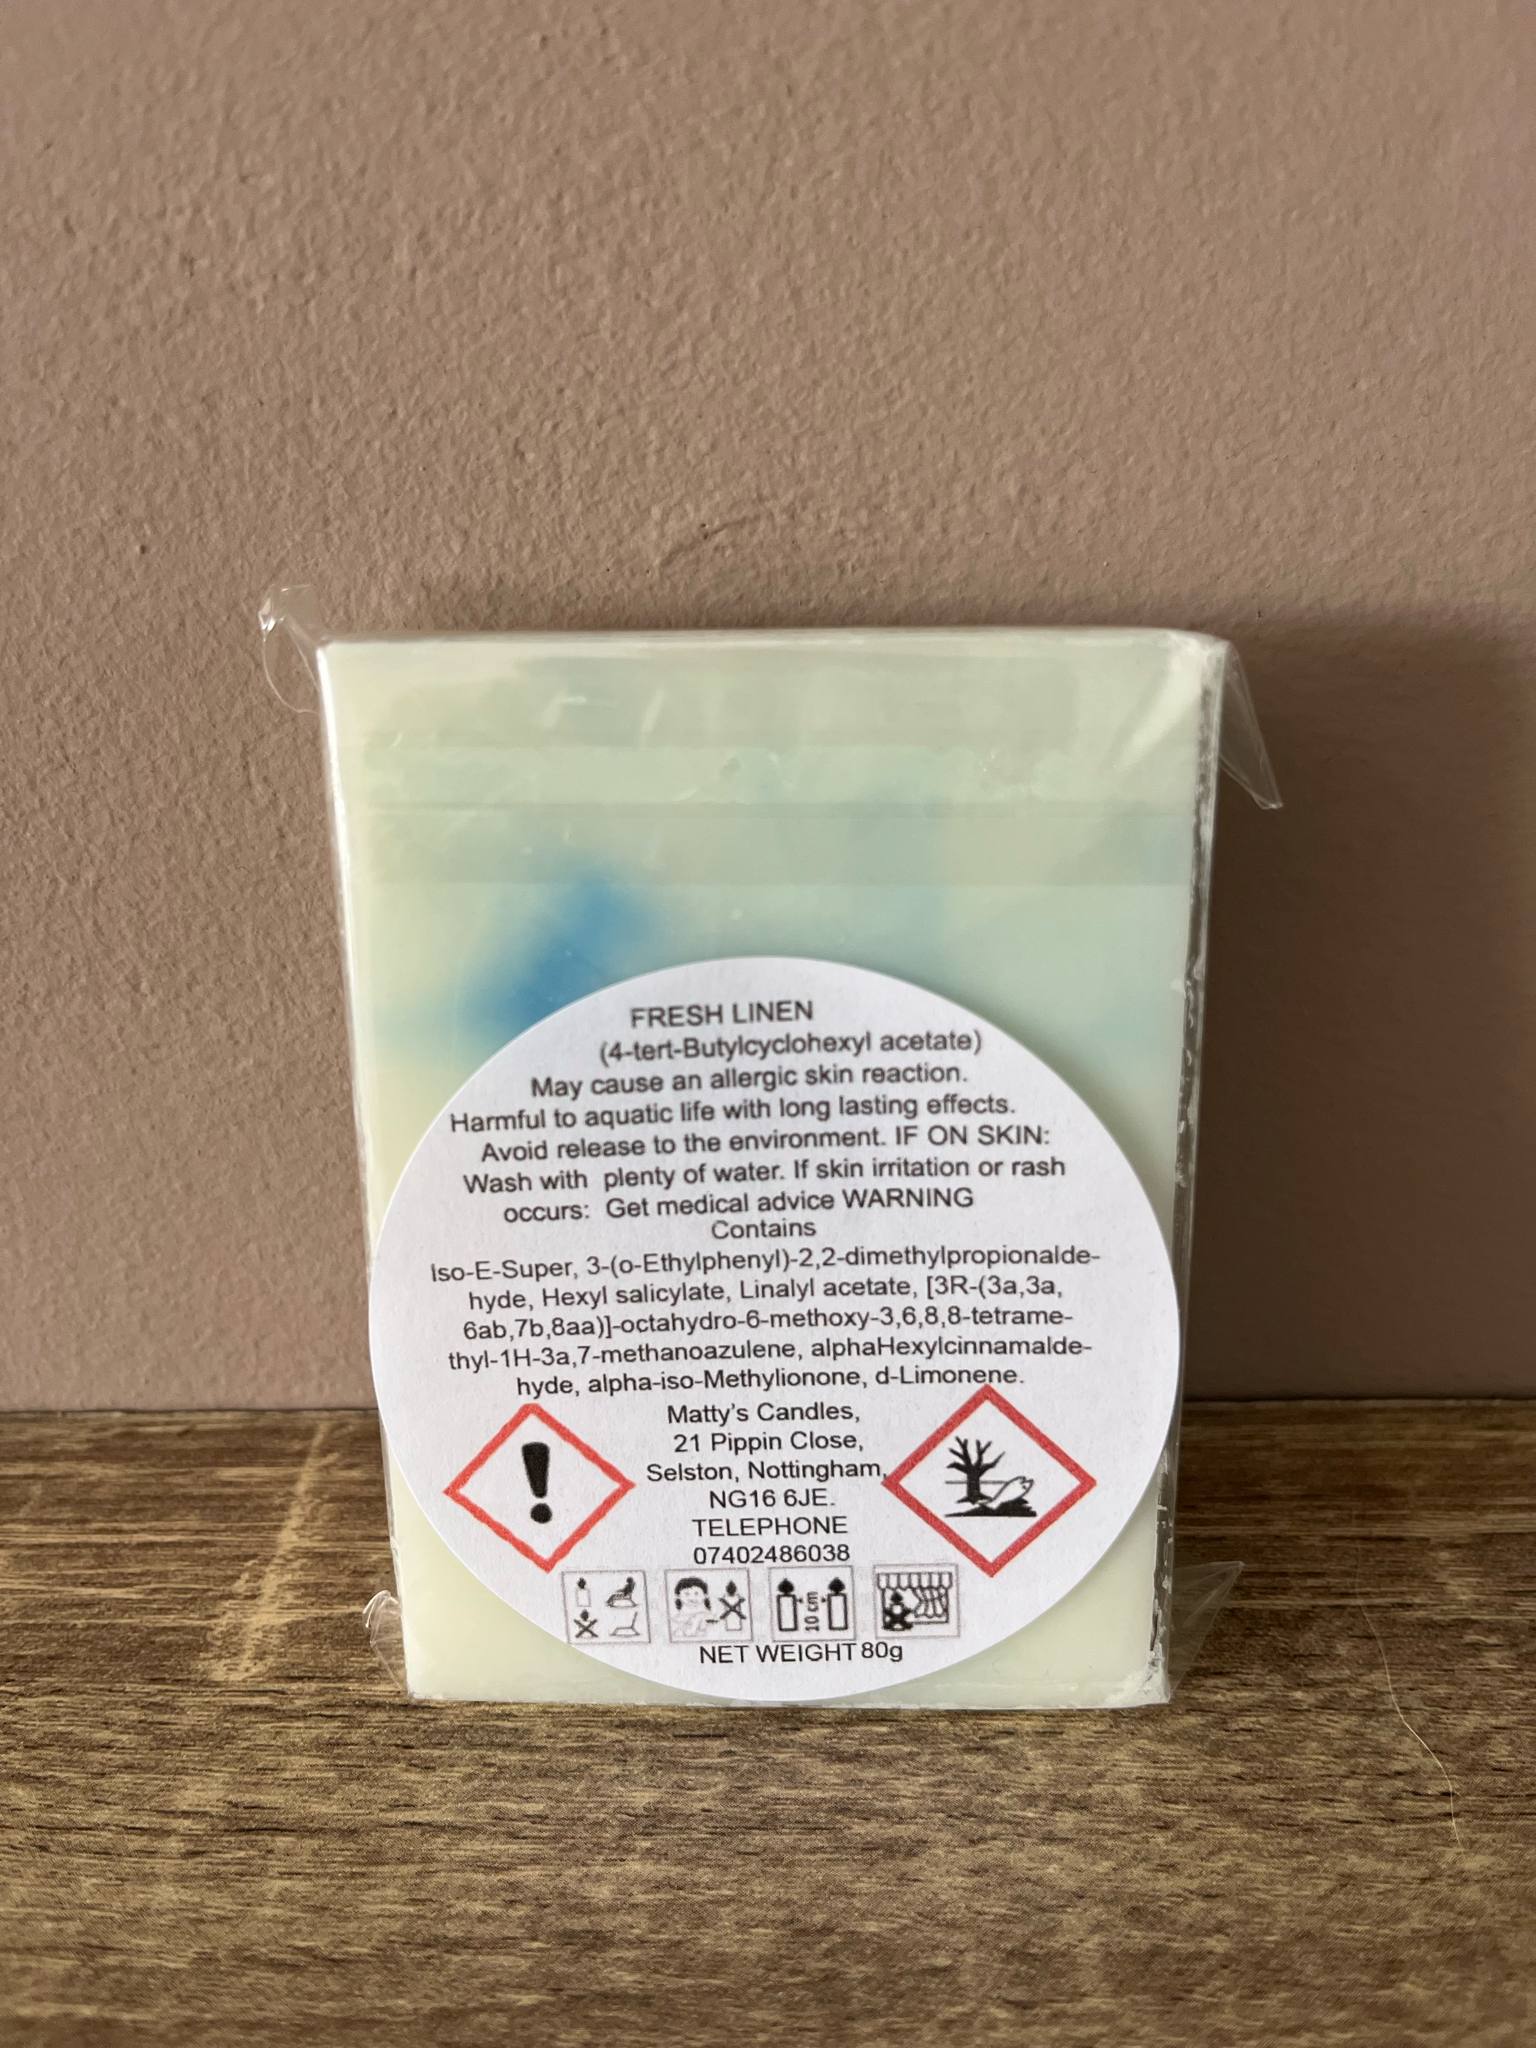 FRESH LINEN
(4-tert-Butylcyclohexyl acetate)
May cause an allergic skin reaction.
Harmful to aquatic life with long lasting effects.
Avoid release to the environment. IF ON SKIN:
Wash with plenty of water. If skin irritation or rash
occurs: Get medical advice WARNING
Contains
Iso-E-Super, 3-(o-Ethylphenyl)-2,2-dimethylpropionalde-
hyde, Hexyl salicylate, Linalyl acetate, [3R-(3a,3a,
6ab,7b,8aa)]-octahydro-6-methoxy-3,6,8,8-tetrame-
thyl-1H-3a,7-methanoazulene, alphaHexylcinnamalde-
hyde, alpha-iso-Methylionone, d-Limonene.
Matty’s Candles,
21 Pippin Close,
Selston, Nottingham,
NG16 6JE.
TELEPHONE
07402486038
10 cm
NET WEIGHT 80g